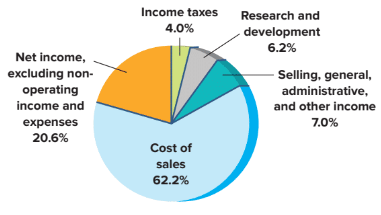 Income taxes
4.0%
Research and
development
6.2%
Net income,
excluding non-
operating
income and
expenses
20.6%
Selling, general,
administrative,
and other income
7.0%
Cost of
sales
62.2%